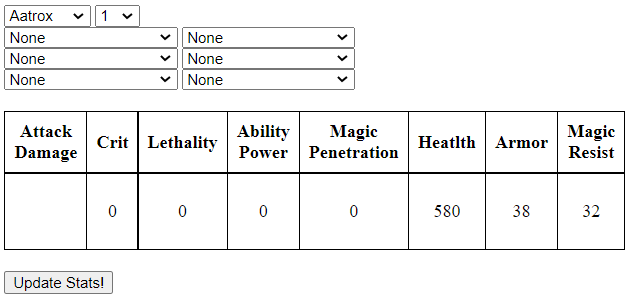 Aatrox 1
None None
None None
None None
Attack Damage Crit Lethality Ability Power Magic Penetration Heatlth Armor Magic Resist
0 0 0 0 580 38 32
Update Stats!